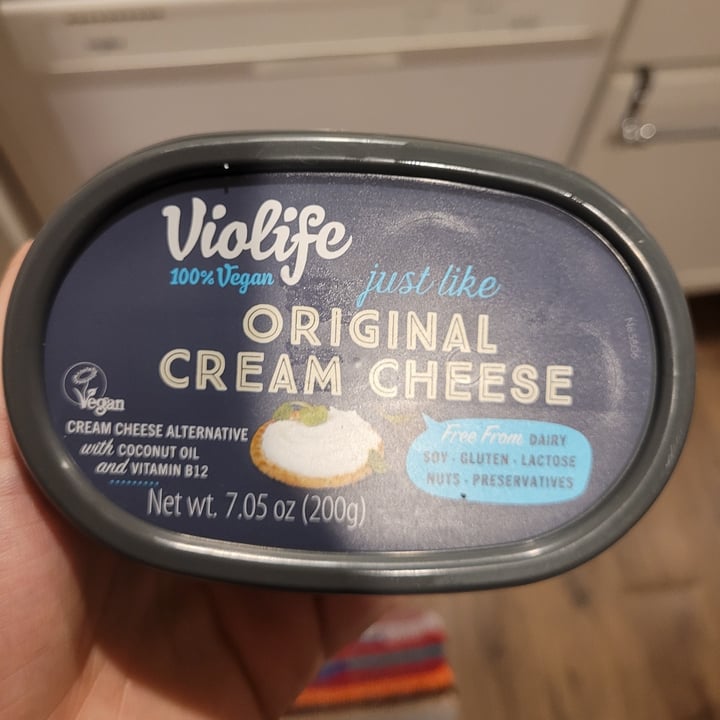 Violife
100% Vegan
just like
ORIGINAL
CREAM CHEESE
Vegan
CREAM CHEESE ALTERNATIVE
with COCONUT OIL
and VITAMIN B12
Net wt. 7.05 oz (200g)
Free From DAIRY
SOY · GLUTEN · LACTOSE
NUTS · PRESERVATIVES